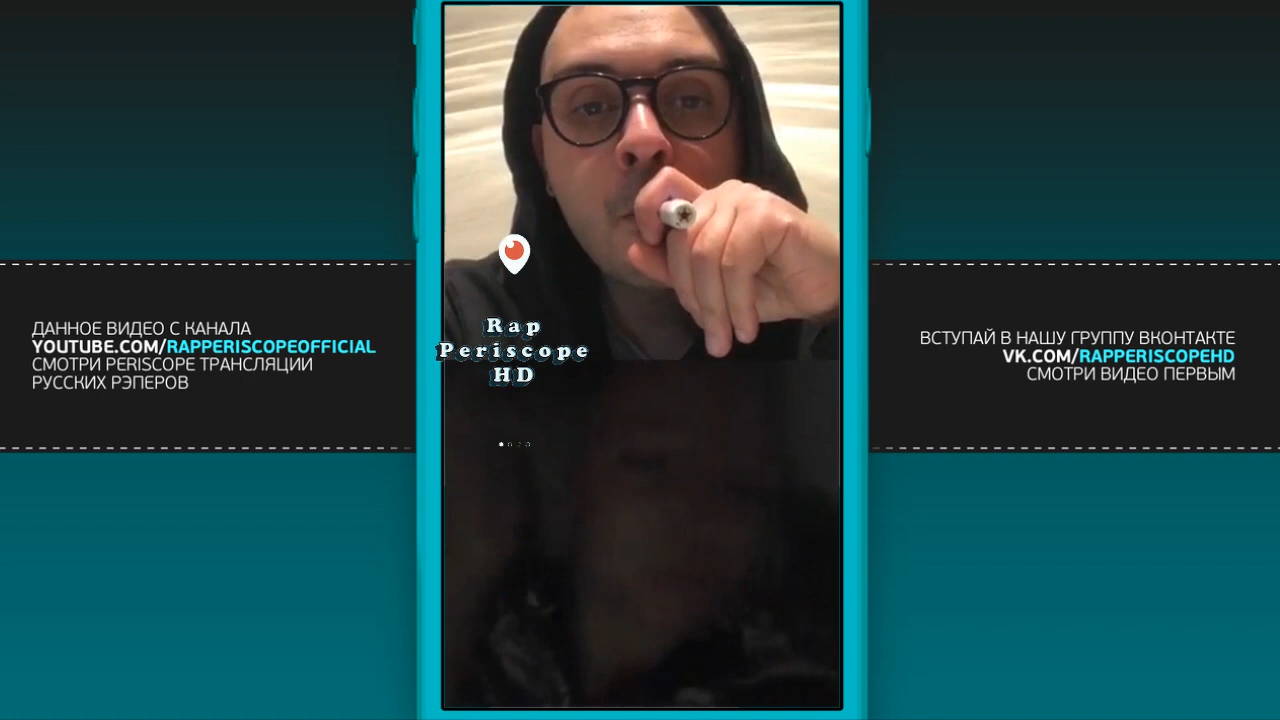 ДАННОЕ ВИДЕО С КАНАЛА
YOUTUBE.COM/RAPPERISCOPEOFFICIAL
СМОТРИ PERISCOPE ТРАНСЛЯЦИИ
РУССКИХ РЭПЕРОВ
Rap
Periscope
HD
ВСТУПАЙ В НАШУ ГРУППУ ВКОНТАКТЕ
VK.COM/RAPPERISCOPEHD
СМОТРИ ВИДЕО ПЕРВЫМ